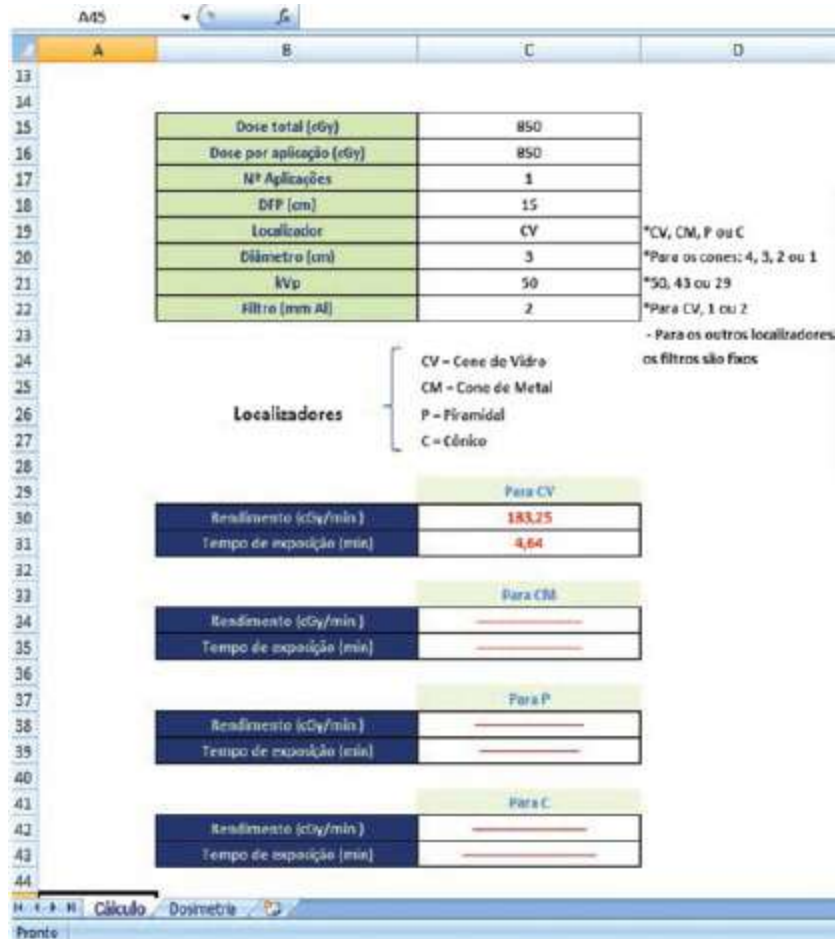 A45 fx
A B C D
13
14
15 Dose total (cGy) 850
16 Dose por aplicação (cGy) 850
17 Nº Aplicações 1
18 DFP (cm) 15
19 Localizador CV *CV, CM, P ou C
20 Diâmetro (cm) 3 *Para os cones: 4, 3, 2 ou 1
21 kVp 50 *50, 43 ou 29
22 Filtro (mm Al) 2 *Para CV, 1 ou 2
23 - Para os outros localizadores,
24 CV = Cone de Vidro os filtros são fixos
25 CM = Cone de Metal
26 Localizadores P = Piramidal
27 C = Cônico
28
29 Para CV
30 Rendimento (cGy/min) 183,25
31 Tempo de exposição (min) 4,64
32
33 Para CM
34 Rendimento (cGy/min)
35 Tempo de exposição (min)
36
37 Para P
38 Rendimento (cGy/min)
39 Tempo de exposição (min)
40
41 Para C
42 Rendimento (cGy/min)
43 Tempo de exposição (min)
44
Cálculo Dosimetria
Pronto